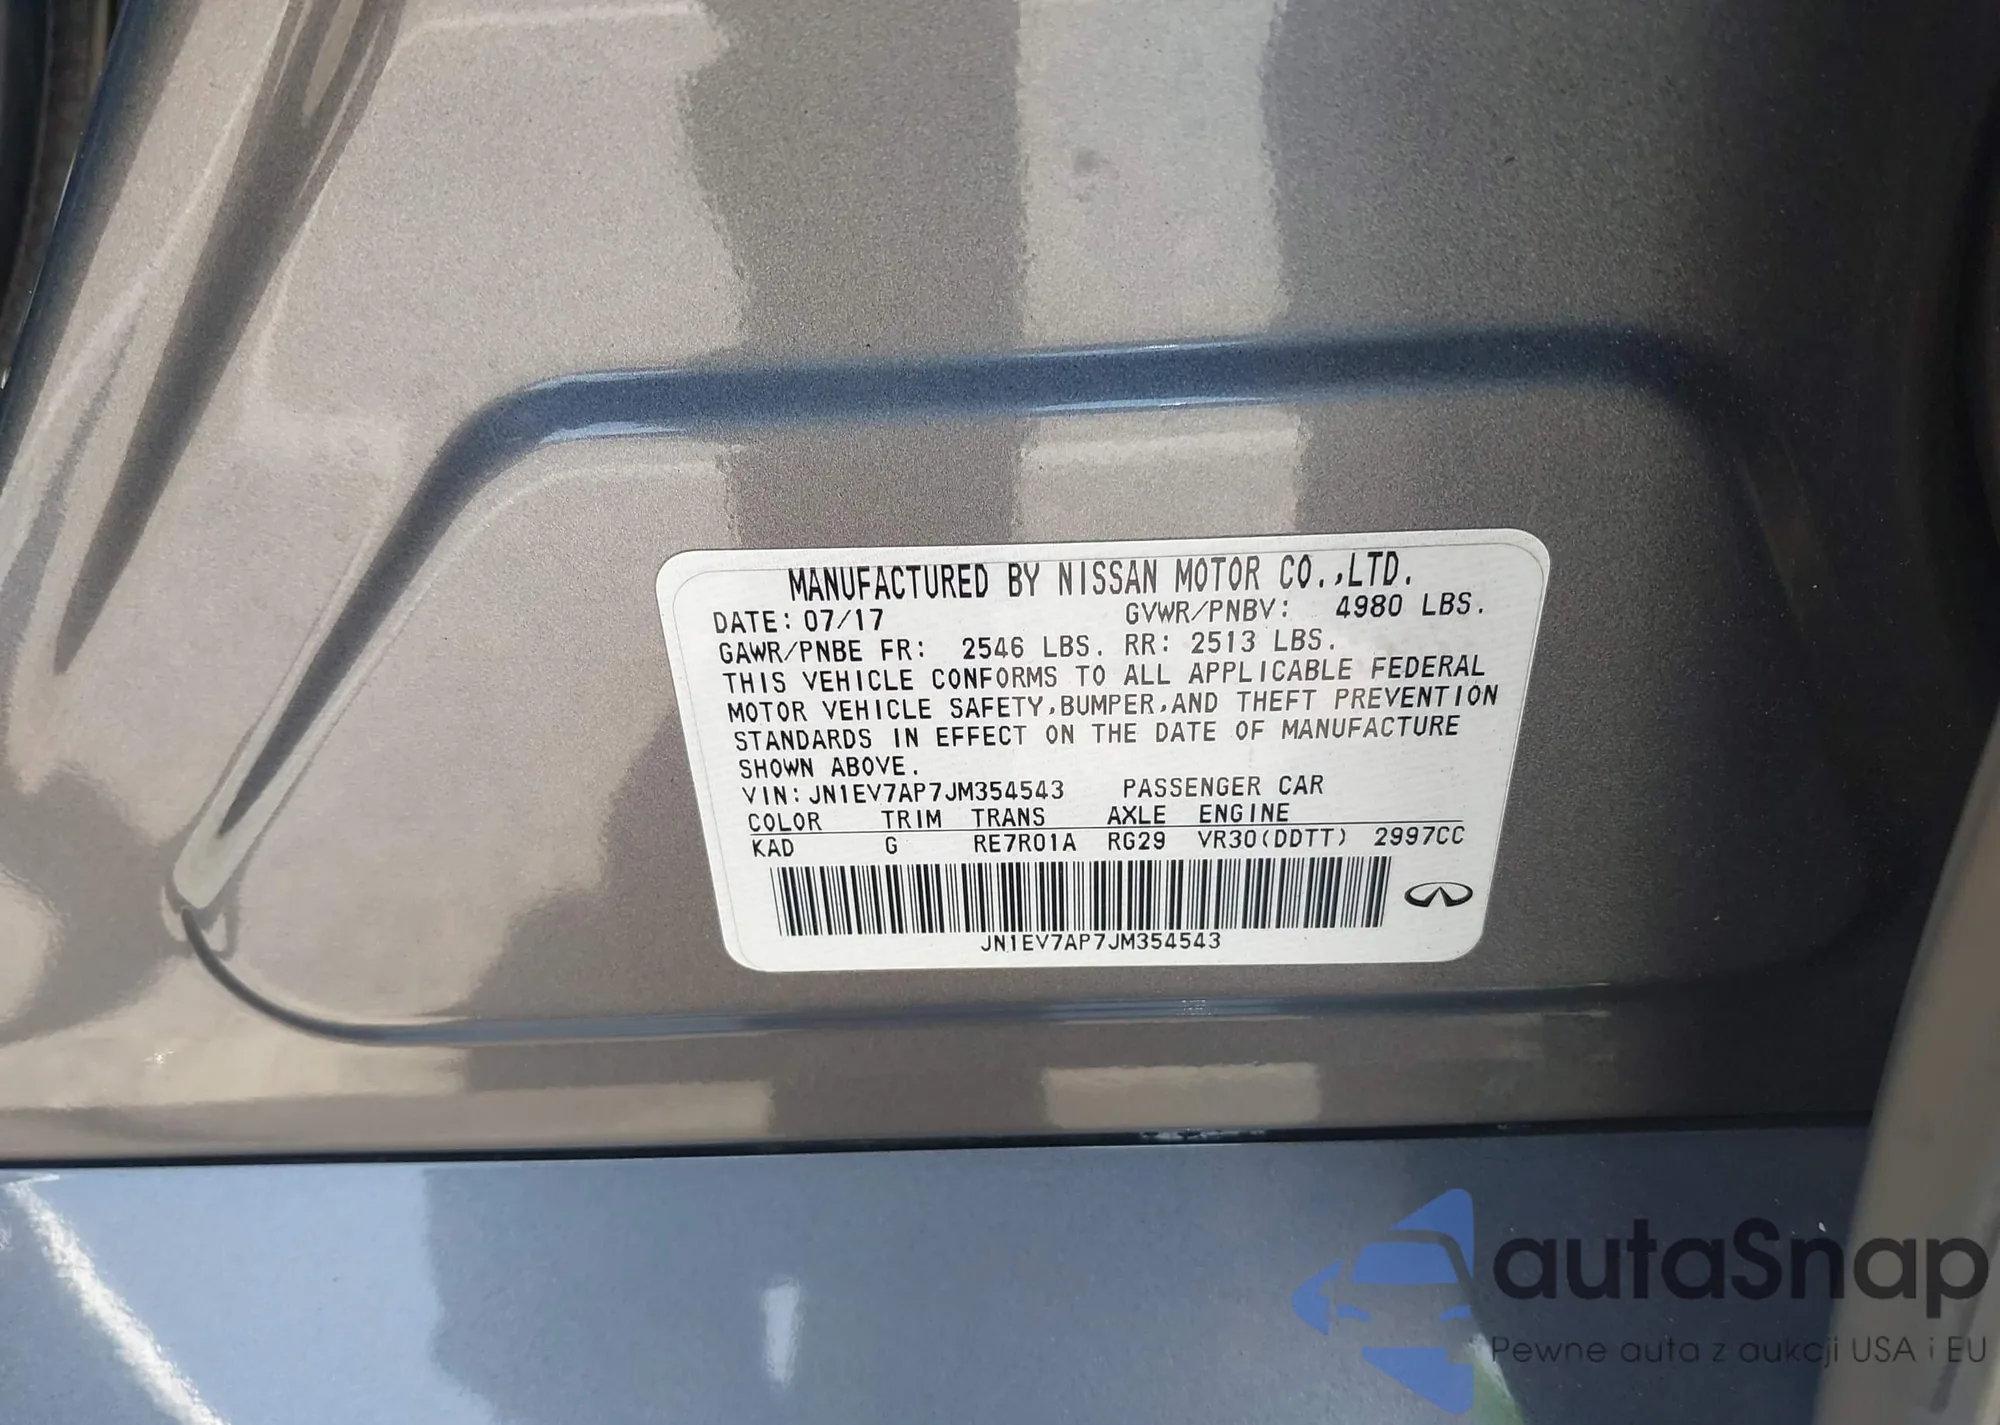 MANUFACTURED BY NISSAN MOTOR CO.,LTD.
DATE: 07/17 GVWR/PNBV: 4980 LBS.
GAWR/PNBE FR: 2546 LBS. RR: 2513 LBS.
THIS VEHICLE CONFORMS TO ALL APPLICABLE FEDERAL
MOTOR VEHICLE SAFETY,BUMPER,AND THEFT PREVENTION
STANDARDS IN EFFECT ON THE DATE OF MANUFACTURE
SHOWN ABOVE.
VIN: JN1EV7AP7JM354543 PASSENGER CAR
COLOR TRIM TRANS AXLE ENGINE
KAD G RE7R01A RG29 VR30(DDTT) 2997CC
JN1EV7AP7JM354543
autaSnap
Pewne auta z aukcji USA i EU